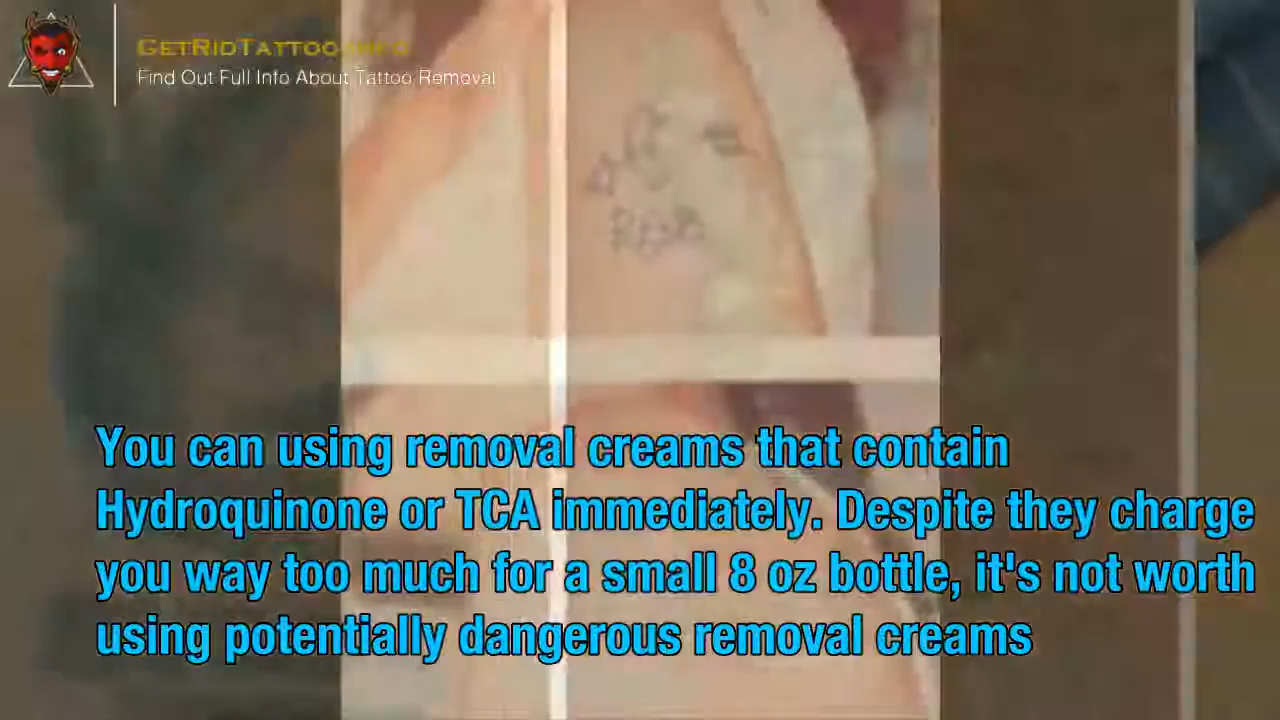 GetRidTattoo.info
Find Out Full Info About Tattoo Removal
You can using removal creams that contain
Hydroquinone or TCA immediately. Despite they charge
you way too much for a small 8 oz bottle, it's not worth
using potentially dangerous removal creams